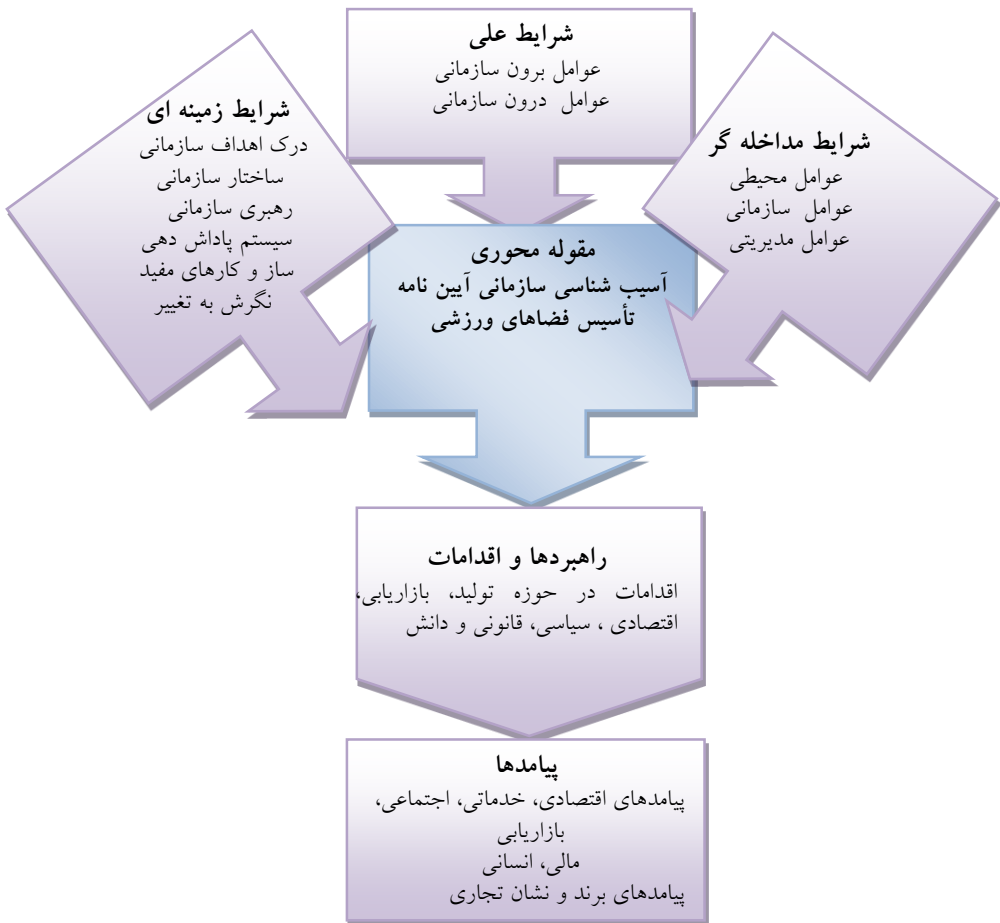 شرایط علی
عوامل برون سازمانی
عوامل درون سازمانی
شرایط مداخله گر
عوامل محیطی
عوامل سازمانی
عوامل مدیریتی
شرایط زمینه ای
درک اهداف سازمانی
ساختار سازمانی
رهبری سازمانی
سیستم پاداش دهی
ساز و کارهای مفید
نگرش به تغییر
مقوله محوری
آسیب شناسی سازمانی آیین نامه
تأسیس فضاهای ورزشی
راهبردها و اقدامات
اقدامات در حوزه تولید، بازاریابی،
اقتصادی ، سیاسی، قانونی و دانش
پیامدها
پیامدهای اقتصادی، خدماتی، اجتماعی،
بازاریابی
مالی، انسانی
پیامدهای برند و نشان تجاری